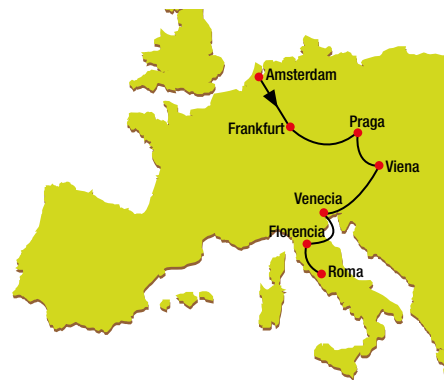 Amsterdam
Frankfurt
Praga
Viena
Venecia
Florencia
Roma